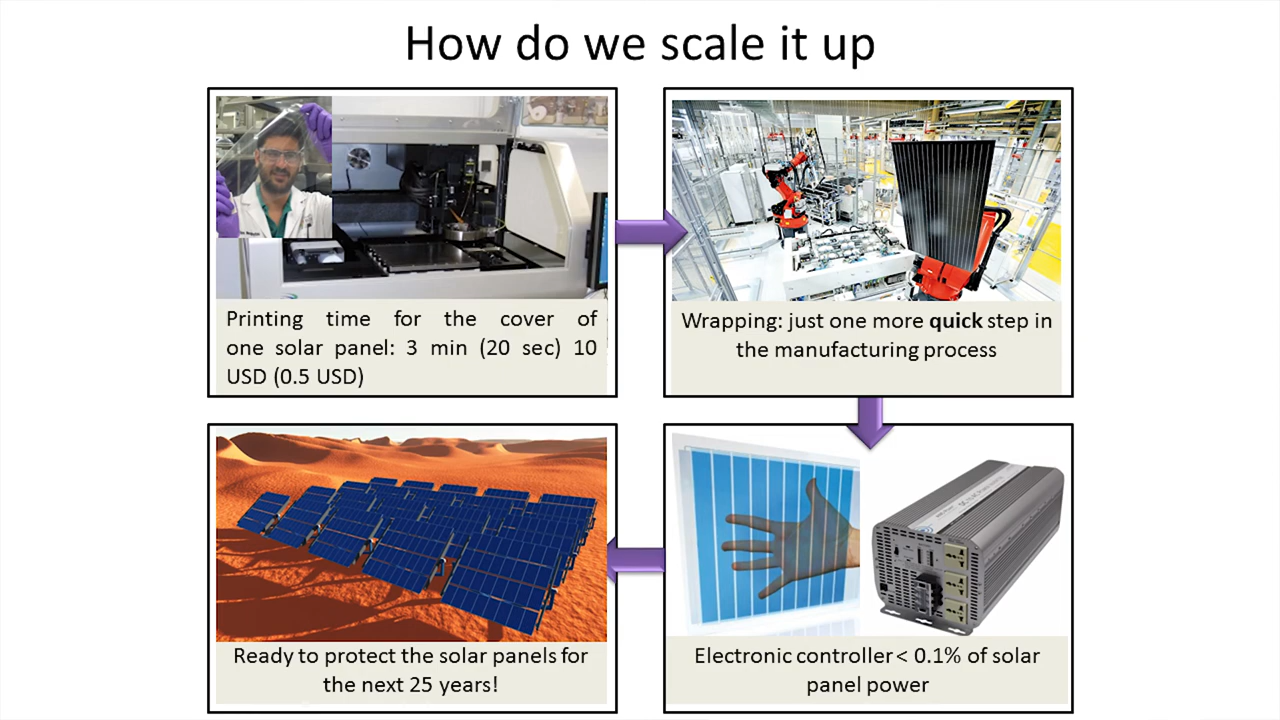 How do we scale it up
Printing time for the cover of
one solar panel: 3 min (20 sec) 10
USD (0.5 USD)
Wrapping: just one more quick step in
the manufacturing process
Electronic controller < 0.1% of solar
panel power
Ready to protect the solar panels for
the next 25 years!